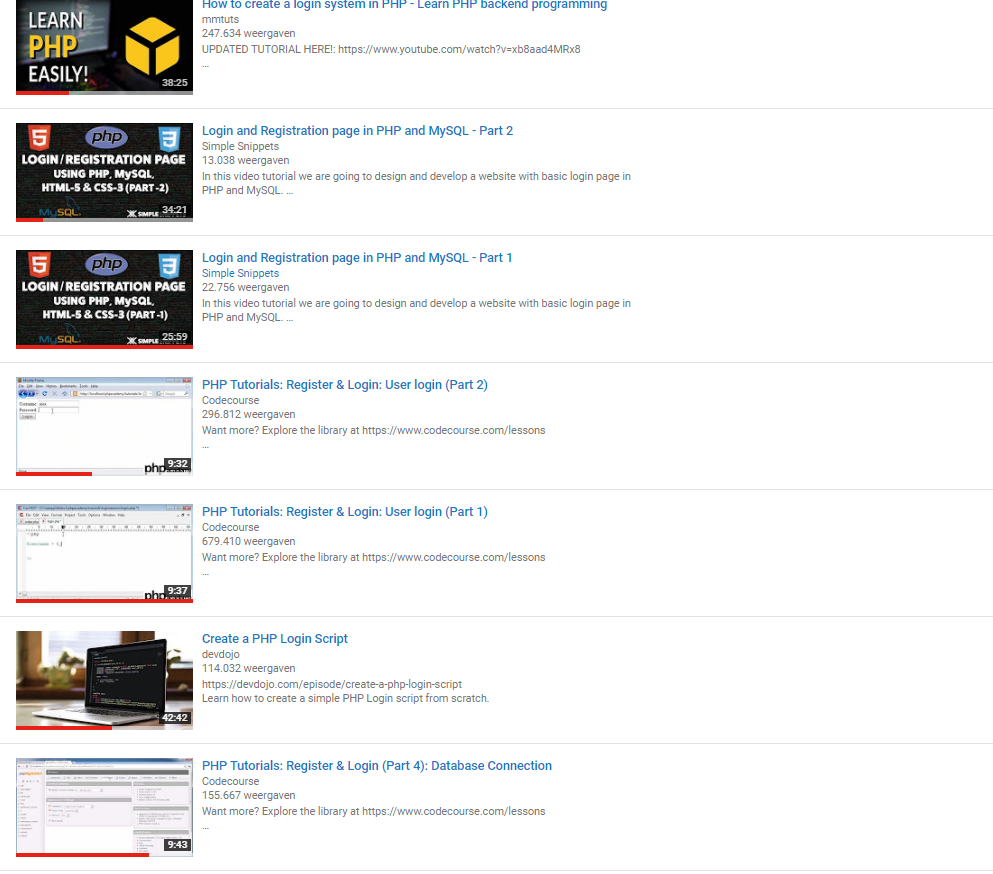 How to create a login system in PHP - Learn PHP backend programming
mmtuts
247.634 weergaven
UPDATED TUTORIAL HERE!: https://www.youtube.com/watch?v=xb8aad4MRx8
...
LEARN
PHP
EASILY!
38:25
Login and Registration page in PHP and MySQL - Part 2
Simple Snippets
13.038 weergaven
In this video tutorial we are going to design and develop a website with basic login page in
PHP and MySQL. ...
5
php
3
LOGIN/REGISTRATION PAGE
USING PHP, MySQL,
HTML-5 & CSS-3 (PART-2)
MySQL
SIMPLE
34:21
Login and Registration page in PHP and MySQL - Part 1
Simple Snippets
22.756 weergaven
In this video tutorial we are going to design and develop a website with basic login page in
PHP and MySQL. ...
5
php
3
LOGIN/REGISTRATION PAGE
USING PHP, MySQL,
HTML-5 & CSS-3 (PART-1)
MySQL
SIMPLE
25:59
PHP Tutorials: Register & Login: User login (Part 2)
Codecourse
296.812 weergaven
Want more? Explore the library at https://www.codecourse.com/lessons
...
php
9:32
PHP Tutorials: Register & Login: User login (Part 1)
Codecourse
679.410 weergaven
Want more? Explore the library at https://www.codecourse.com/lessons
...
php
9:37
Create a PHP Login Script
devdojo
114.032 weergaven
https://devdojo.com/episode/create-a-php-login-script
Learn how to create a simple PHP Login script from scratch.
42:42
PHP Tutorials: Register & Login (Part 4): Database Connection
Codecourse
155.667 weergaven
Want more? Explore the library at https://www.codecourse.com/lessons
...
9:43